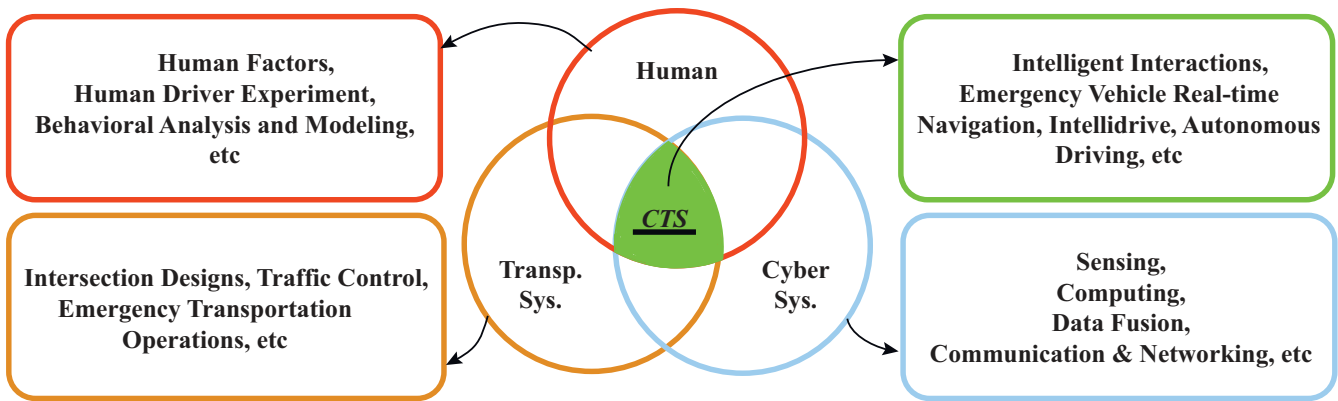 Human Factors,
Human Driver Experiment,
Behavioral Analysis and Modeling,
etc
Human
Intelligent Interactions,
Emergency Vehicle Real-time
Navigation, Intellidrive, Autonomous
Driving, etc
CTS
Intersection Designs, Traffic Control,
Emergency Transportation
Operations, etc
Transp.
Sys.
Cyber
Sys.
Sensing,
Computing,
Data Fusion,
Communication & Networking, etc